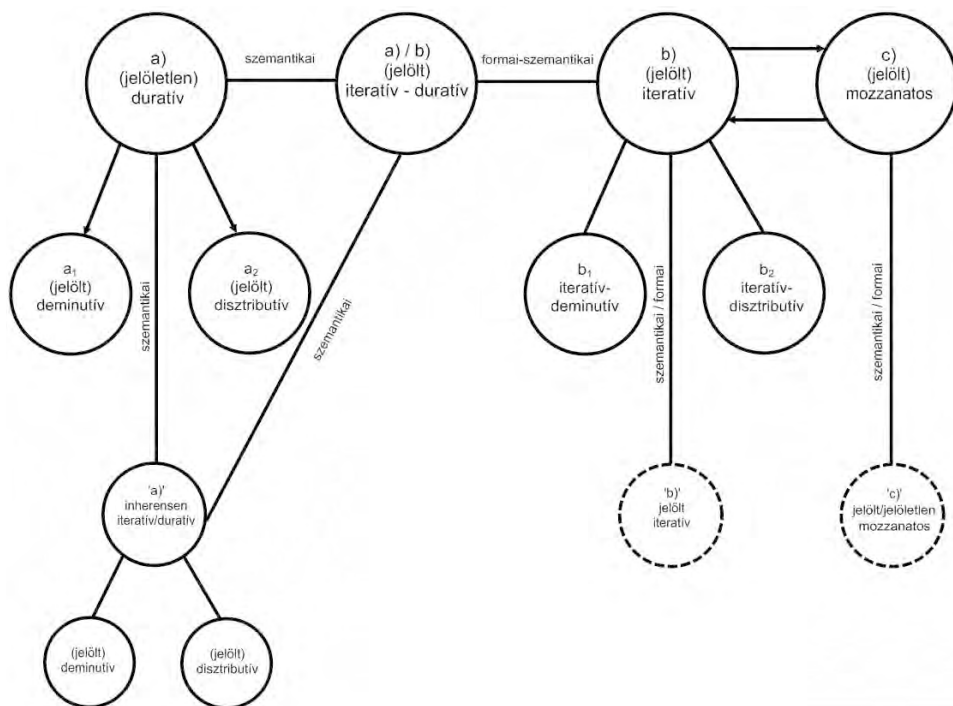 a)
(jelöletlen)
duratív
szemantikai
a) / b)
(jelölt)
iteratív - duratív
formai-szemantikai
b)
(jelölt)
iteratív
c)
(jelölt)
mozzanatos
a₁
(jelölt)
deminutív
a₂
(jelölt)
disztributív
szemantikai
szemantikai
b₁
iteratív-
deminutív
b₂
iteratív-
disztributív
szemantikai / formai
szemantikai / formai
'a)'
inherensen
iteratív/duratív
'b)'
jelölt
iteratív
'c)'
jelölt/jelöletlen
mozzanatos
(jelölt)
deminutív
(jelölt)
disztributív